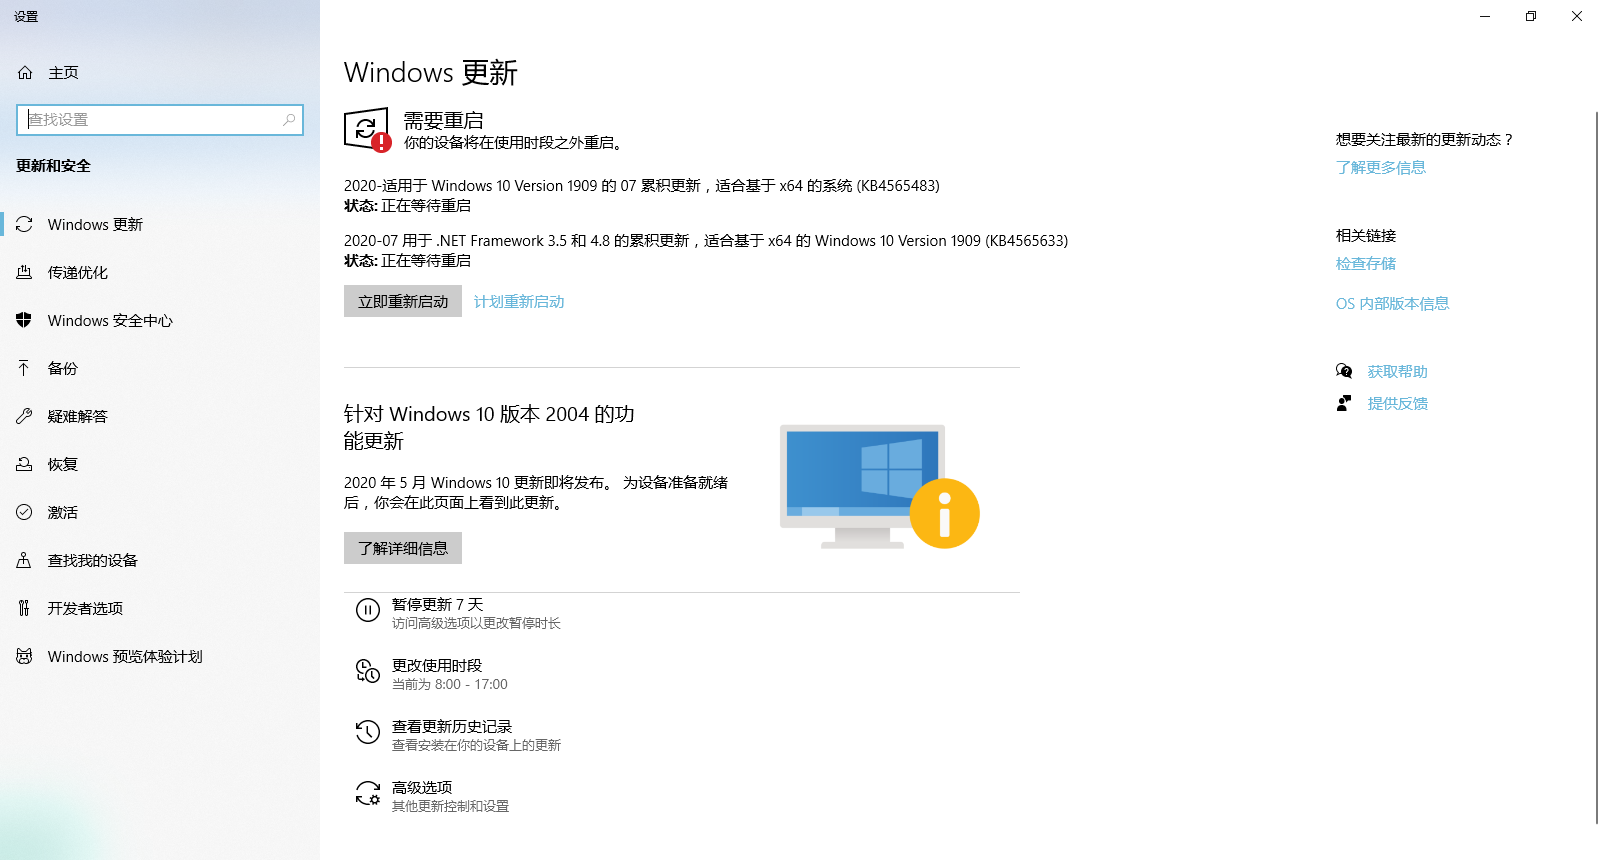 设置
主页
查找设置
更新和安全
Windows 更新
传递优化
Windows 安全中心
备份
疑难解答
恢复
激活
查找我的设备
开发者选项
Windows 预览体验计划
Windows 更新
需要重启
你的设备将在使用时段之外重启。
2020-适用于 Windows 10 Version 1909 的 07 累积更新，适合基于 x64 的系统 (KB4565483)
状态: 正在等待重启
2020-07 用于 .NET Framework 3.5 和 4.8 的累积更新，适合基于 x64 的 Windows 10 Version 1909 (KB4565633)
状态: 正在等待重启
立即重新启动
计划重新启动
针对 Windows 10 版本 2004 的功
能更新
2020 年 5 月 Windows 10 更新即将发布。 为设备准备就绪
后，你会在此页面上看到此更新。
了解详细信息
暂停更新 7 天
访问高级选项以更改暂停时长
更改使用时段
当前为 8:00 - 17:00
查看更新历史记录
查看安装在你的设备上的更新
高级选项
其他更新控制和设置
想要关注最新的更新动态？
了解更多信息
相关链接
检查存储
OS 内部版本信息
获取帮助
提供反馈